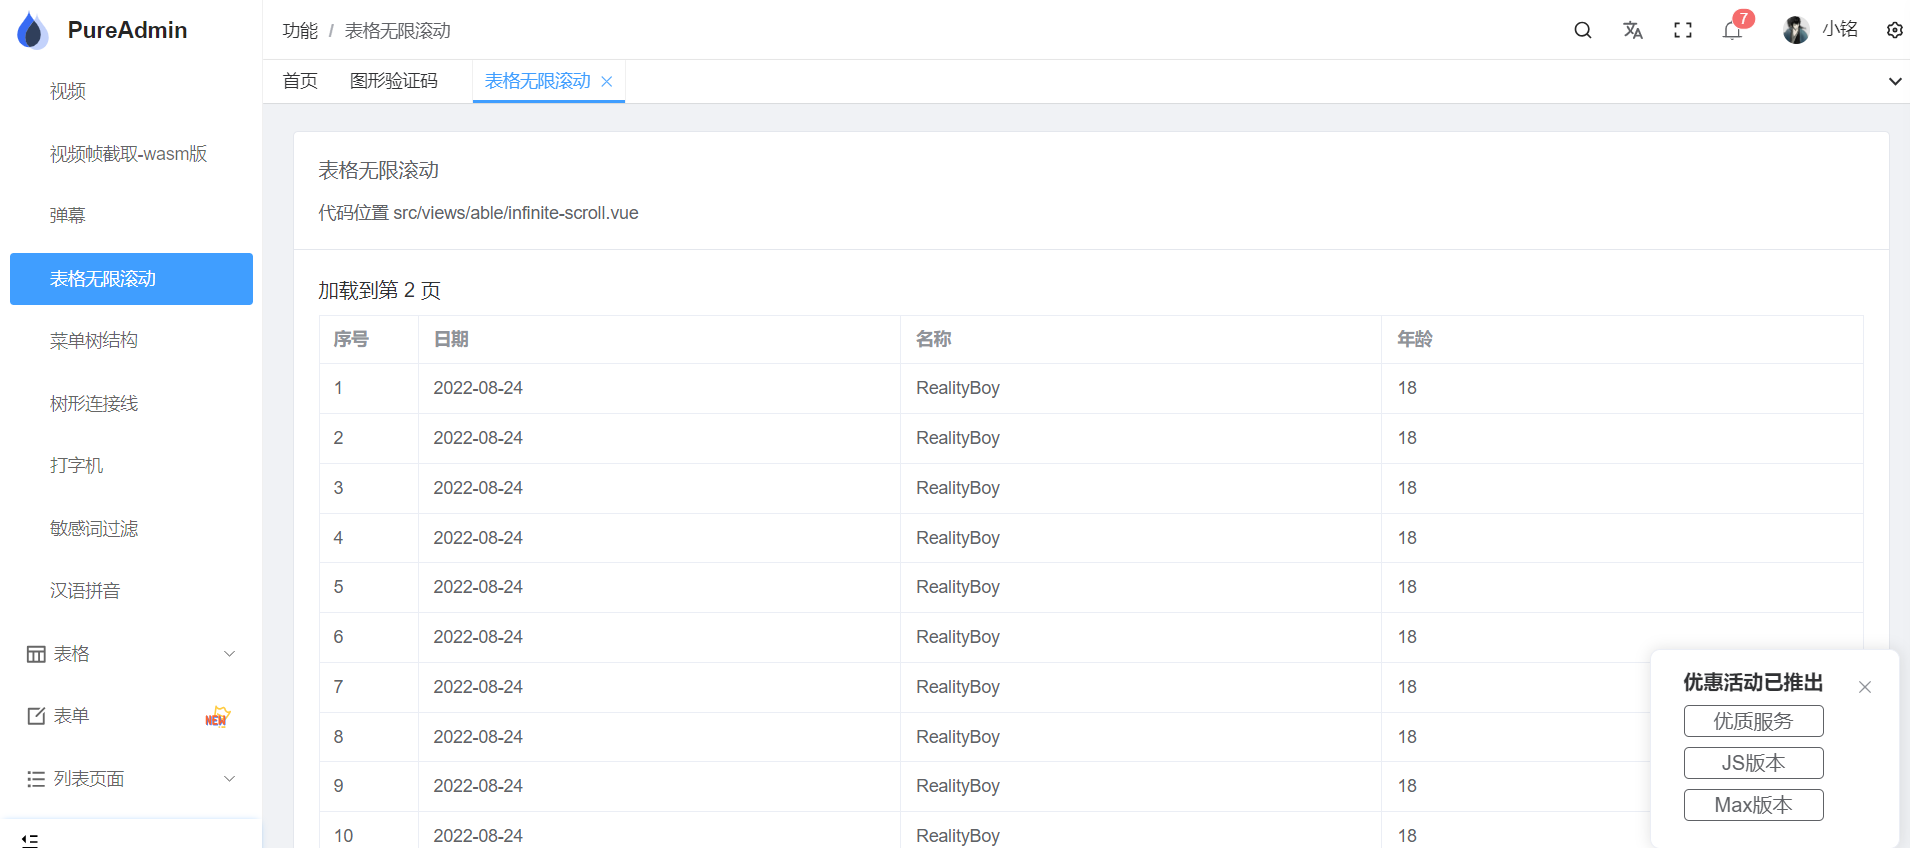 PureAdmin
视频
视频帧截取-wasm版
弹幕
表格无限滚动
菜单树结构
树形连接线
打字机
敏感词过滤
汉语拼音
表格
表单 NEW
列表页面
功能 / 表格无限滚动
7
小铭
首页 图形验证码 表格无限滚动
表格无限滚动
代码位置 src/views/able/infinite-scroll.vue
加载到第 2 页
序号 日期 名称 年龄
1 2022-08-24 RealityBoy 18
2 2022-08-24 RealityBoy 18
3 2022-08-24 RealityBoy 18
4 2022-08-24 RealityBoy 18
5 2022-08-24 RealityBoy 18
6 2022-08-24 RealityBoy 18
7 2022-08-24 RealityBoy 18
8 2022-08-24 RealityBoy 18
9 2022-08-24 RealityBoy 18
10 2022-08-24 RealityBoy 18
优惠活动已推出
优质服务
JS版本
Max版本